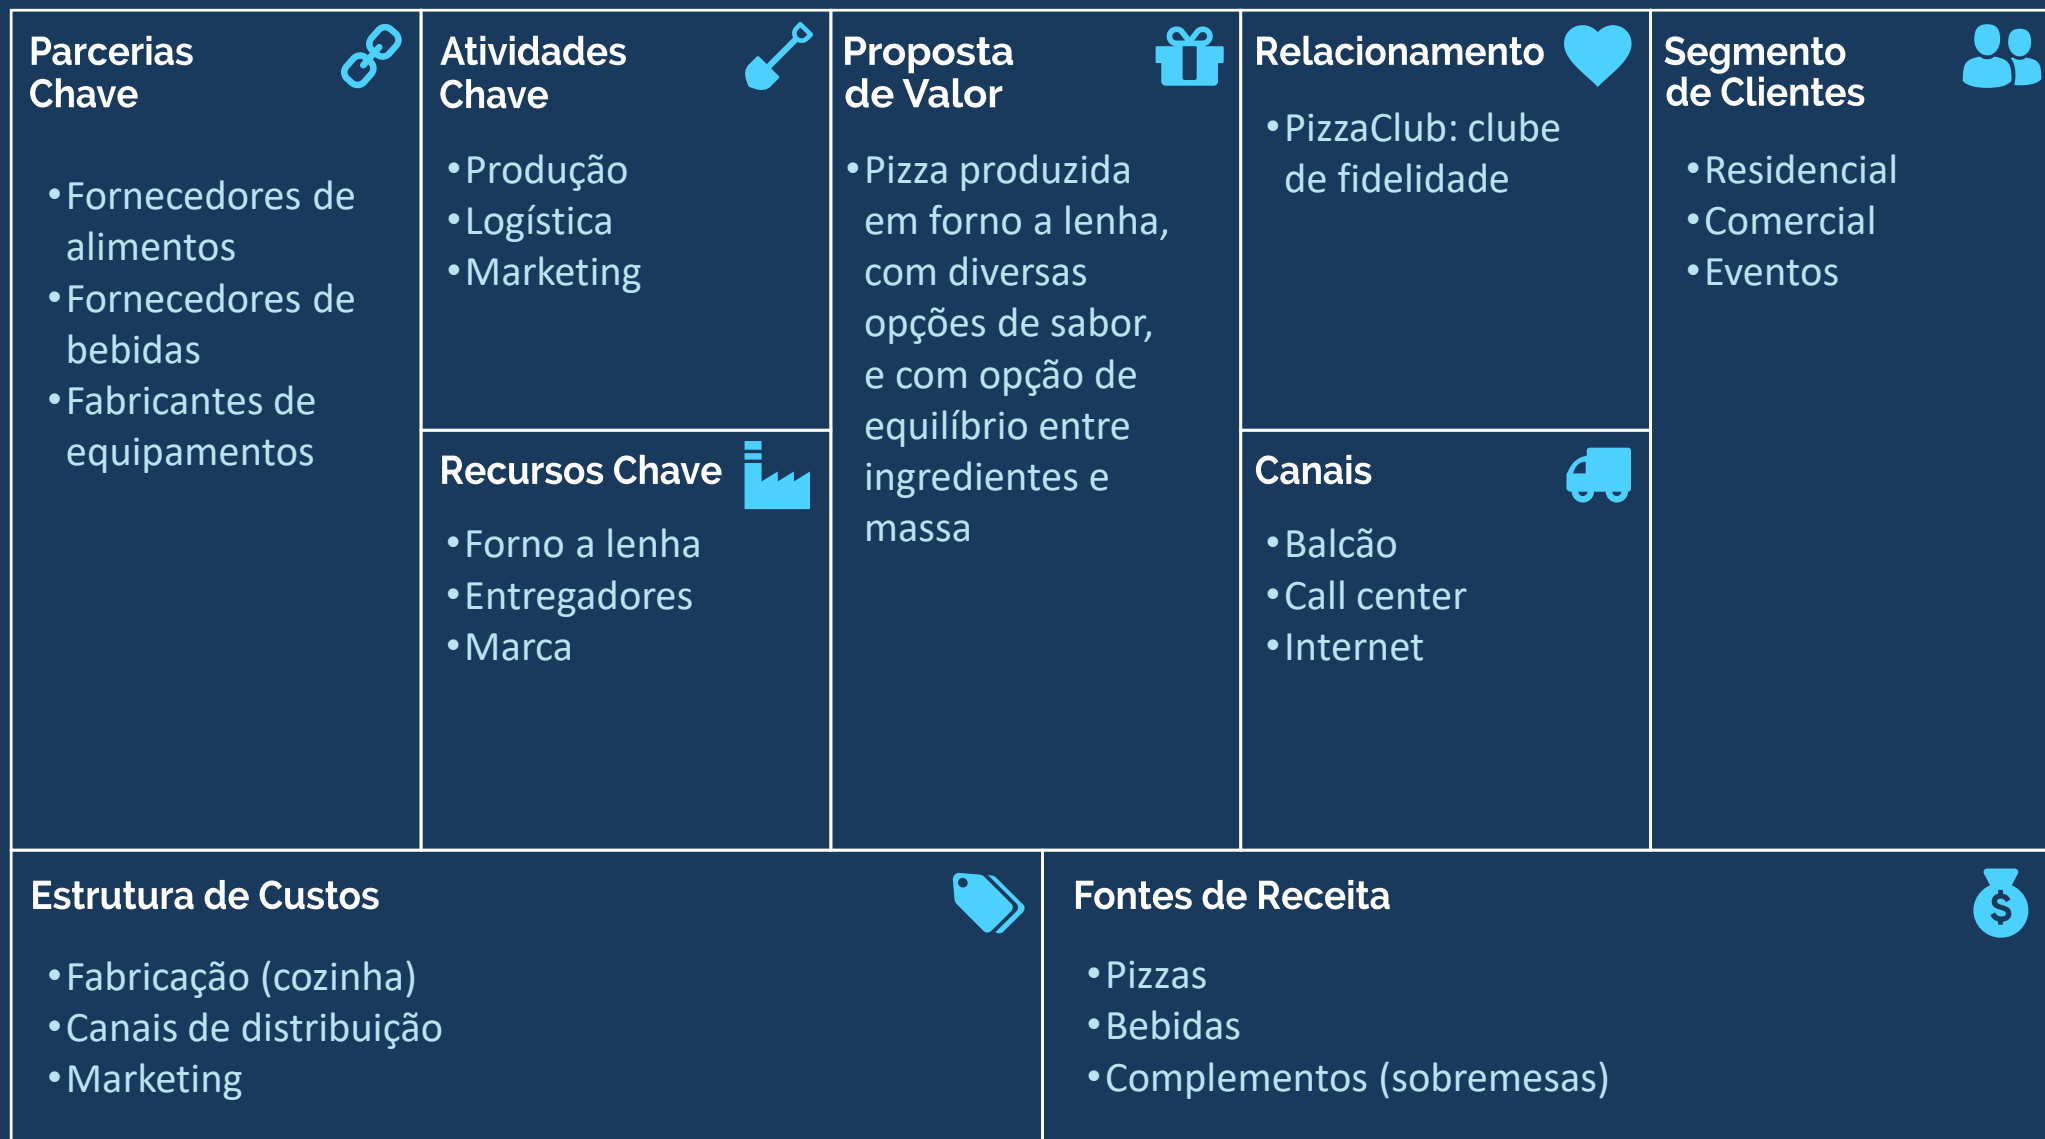 Parcerias
Chave
•Fornecedores de
alimentos
•Fornecedores de
bebidas
•Fabricantes de
equipamentos
Atividades
Chave
•Produção
•Logística
•Marketing
Recursos Chave
•Forno a lenha
•Entregadores
•Marca
Proposta
de Valor
•Pizza produzida
em forno a lenha,
com diversas
opções de sabor,
e com opção de
equilíbrio entre
ingredientes e
massa
Relacionamento
•PizzaClub: clube
de fidelidade
Canais
•Balcão
•Call center
•Internet
Segmento
de Clientes
•Residencial
•Comercial
•Eventos
Estrutura de Custos
•Fabricação (cozinha)
•Canais de distribuição
•Marketing
Fontes de Receita
$
•Pizzas
•Bebidas
•Complementos (sobremesas)